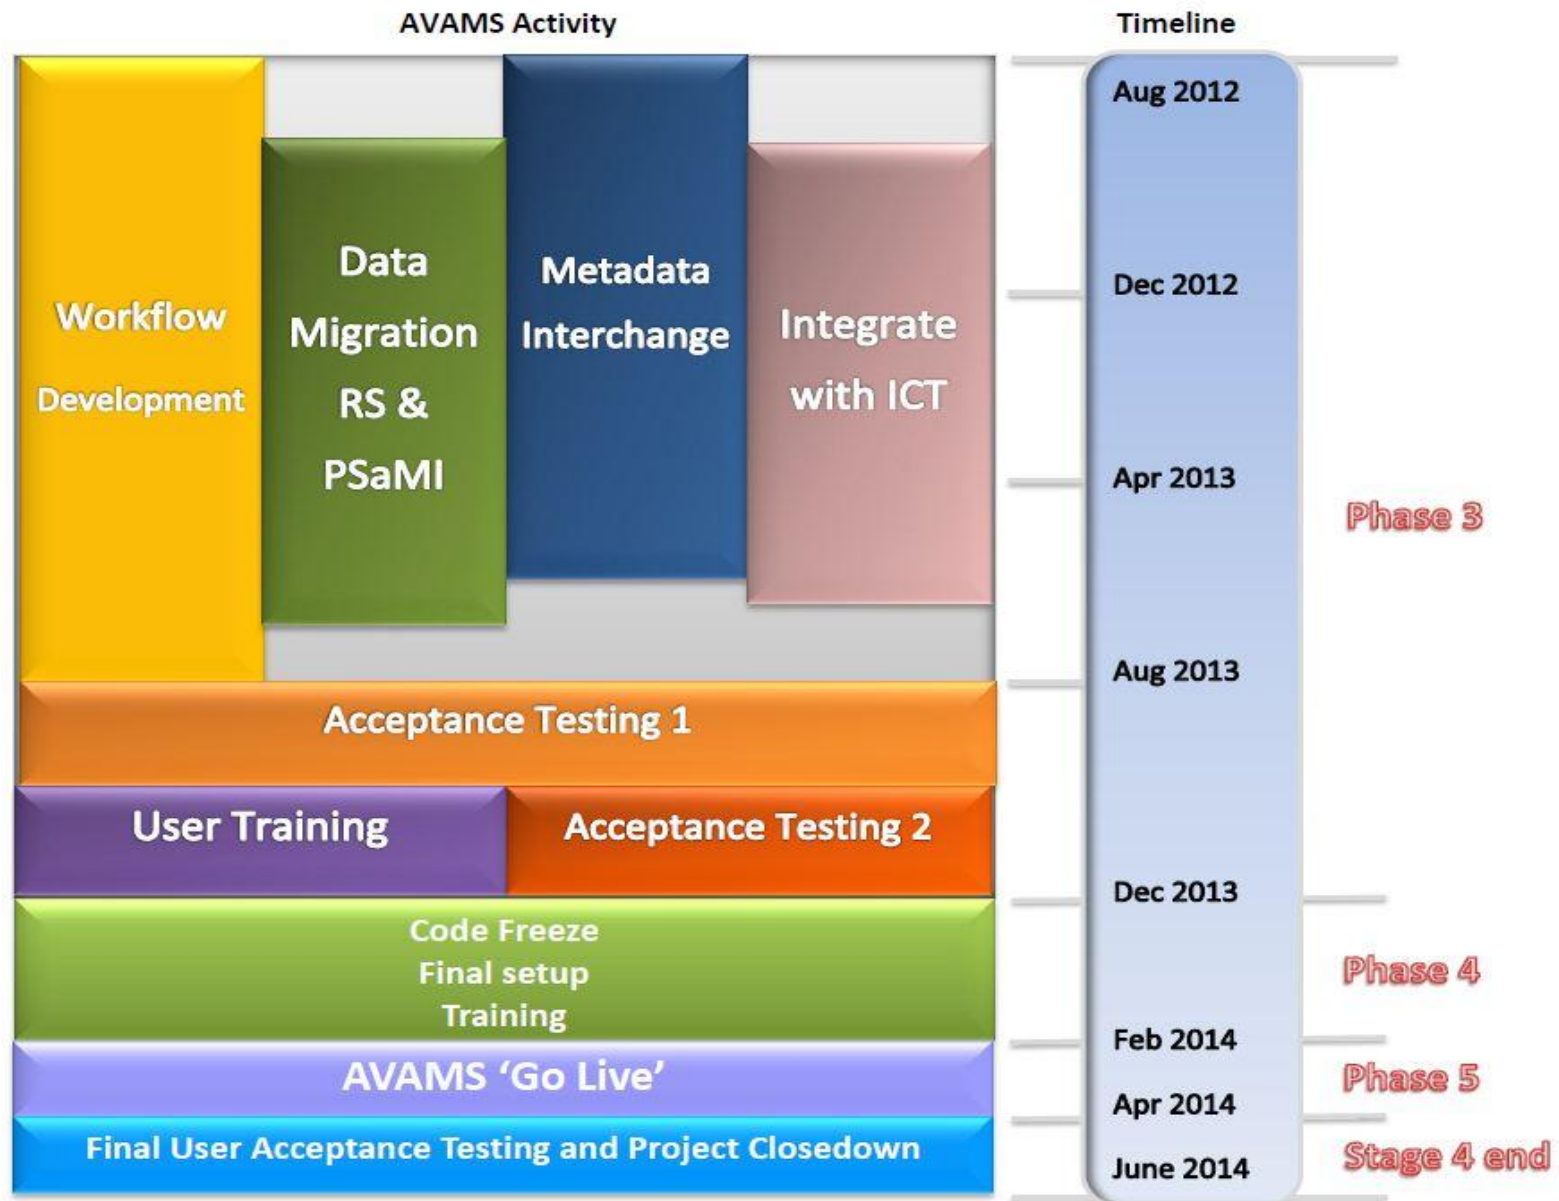 AVAMS Activity
Timeline
Workflow
Development
Data
Migration
RS &
PSaMI
Metadata
Interchange
Integrate
with ICT
Acceptance Testing 1
User Training
Acceptance Testing 2
Code Freeze
Final setup
Training
AVAMS ‘Go Live’
Final User Acceptance Testing and Project Closedown
Aug 2012
Dec 2012
Apr 2013
Aug 2013
Dec 2013
Feb 2014
Apr 2014
June 2014
Phase 3
Phase 4
Phase 5
Stage 4 end